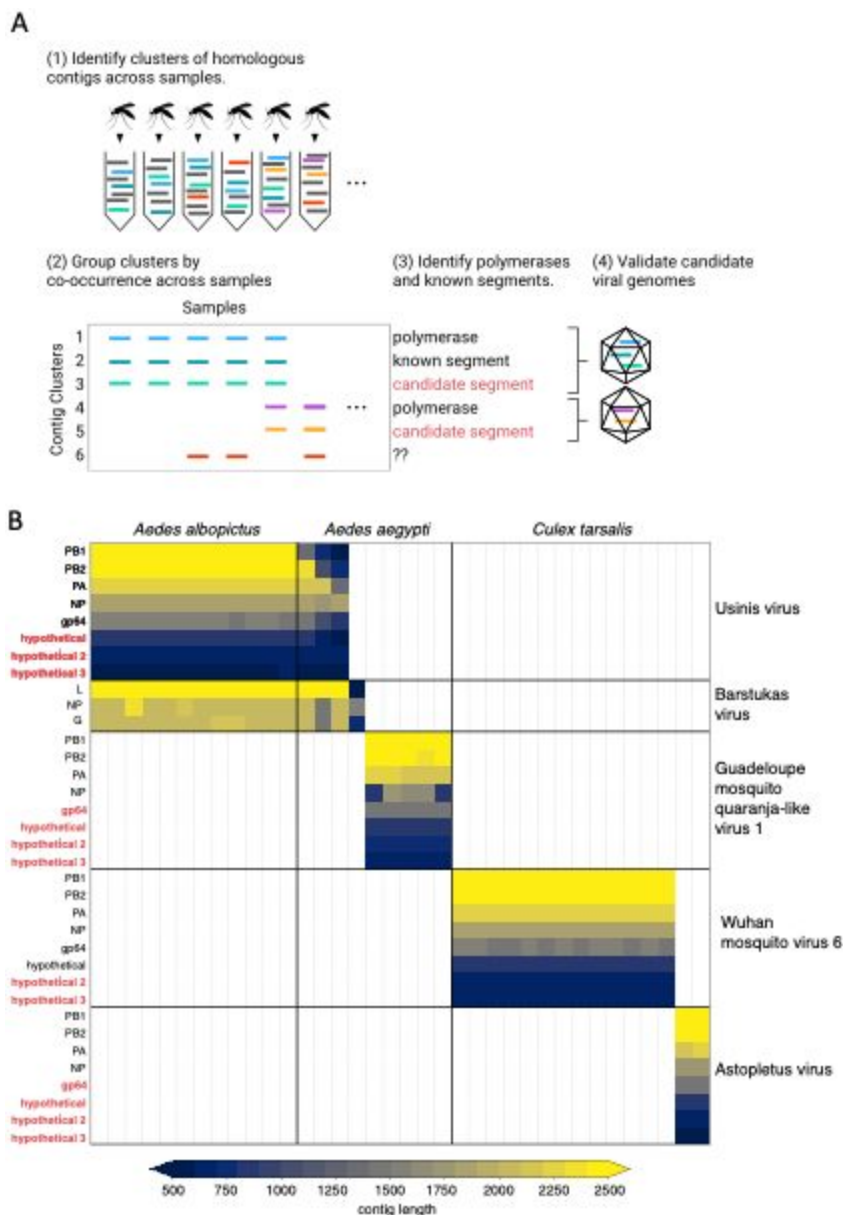 A
(1) Identify clusters of homologous
contigs across samples.
...
(2) Group clusters by
co-occurrence across samples
(3) Identify polymerases
and known segments.
(4) Validate candidate
viral genomes
Samples
Contig Clusters
1
polymerase
2
known segment
3
candidate segment
4
...
polymerase
5
candidate segment
6
??
B
Aedes albopictus
Aedes aegypti
Culex tarsalis
PB1
PB2
PA
NP
gp64
hypothetical
hypothetical 2
hypothetical 3
Usinis virus
L
NP
G
Barstukas
virus
PB1
PB2
PA
NP
gp64
hypothetical
hypothetical 2
hypothetical 3
Guadeloupe
mosquito
quaranja-like
virus 1
PB1
PB2
PA
NP
gp64
hypothetical
hypothetical 2
hypothetical 3
Wuhan
mosquito virus 6
PB1
PB2
PA
NP
gp64
hypothetical
hypothetical 2
hypothetical 3
Astopletus virus
500 750 1000 1250 1500 1750 2000 2250 2500
contig length